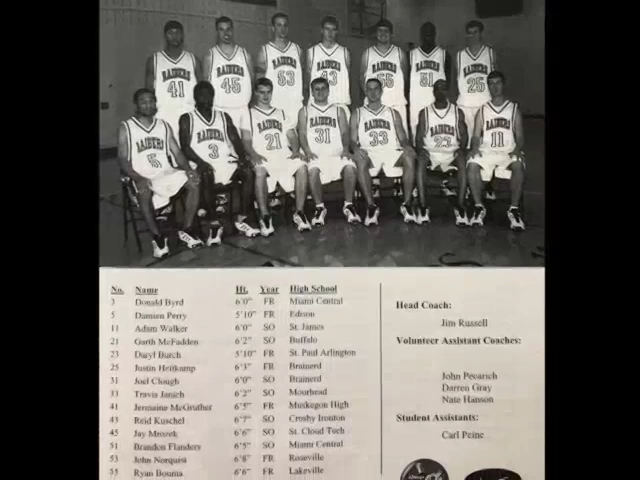 RAIDERS 41
RAIDERS 45
RAIDERS 53
RAIDERS 43
55
RAIDERS 51
RAIDERS 25
RAIDERS 5
RAIDERS 3
RAIDERS 21
RAIDERS 31
RAIDERS 33
RAIDERS 23
RAIDERS 11
No. Name Ht. Year High School
3 Donald Byrd 6'0" FR Miami Central
5 Damien Perry 5'10" FR Edison
11 Adam Walker 6'0" SO St. James
21 Garth McFadden 6'2" SO Buffalo
23 Daryl Burch 5'10" FR St. Paul Arlington
25 Justin Heitkamp 6'3" FR Brainerd
31 Joel Clough 6'0" SO Brainerd
33 Travis Janich 6'2" SO Moorhead
41 Jermaine McGruther 6'5" FR Muskegon High
43 Reid Kuschel 6'7" SO Crosby Ironton
45 Jay Mrozek 6'6" SO St. Cloud Tech
51 Brandon Flanders 6'5" SO Miami Central
53 John Norquist 6'8" FR Roseville
55 Ryan Bouma 6'6" FR Lakeville
Head Coach:
Jim Russell
Volunteer Assistant Coaches:
John Pecarich
Darren Gray
Nate Hanson
Student Assistants:
Carl Peine